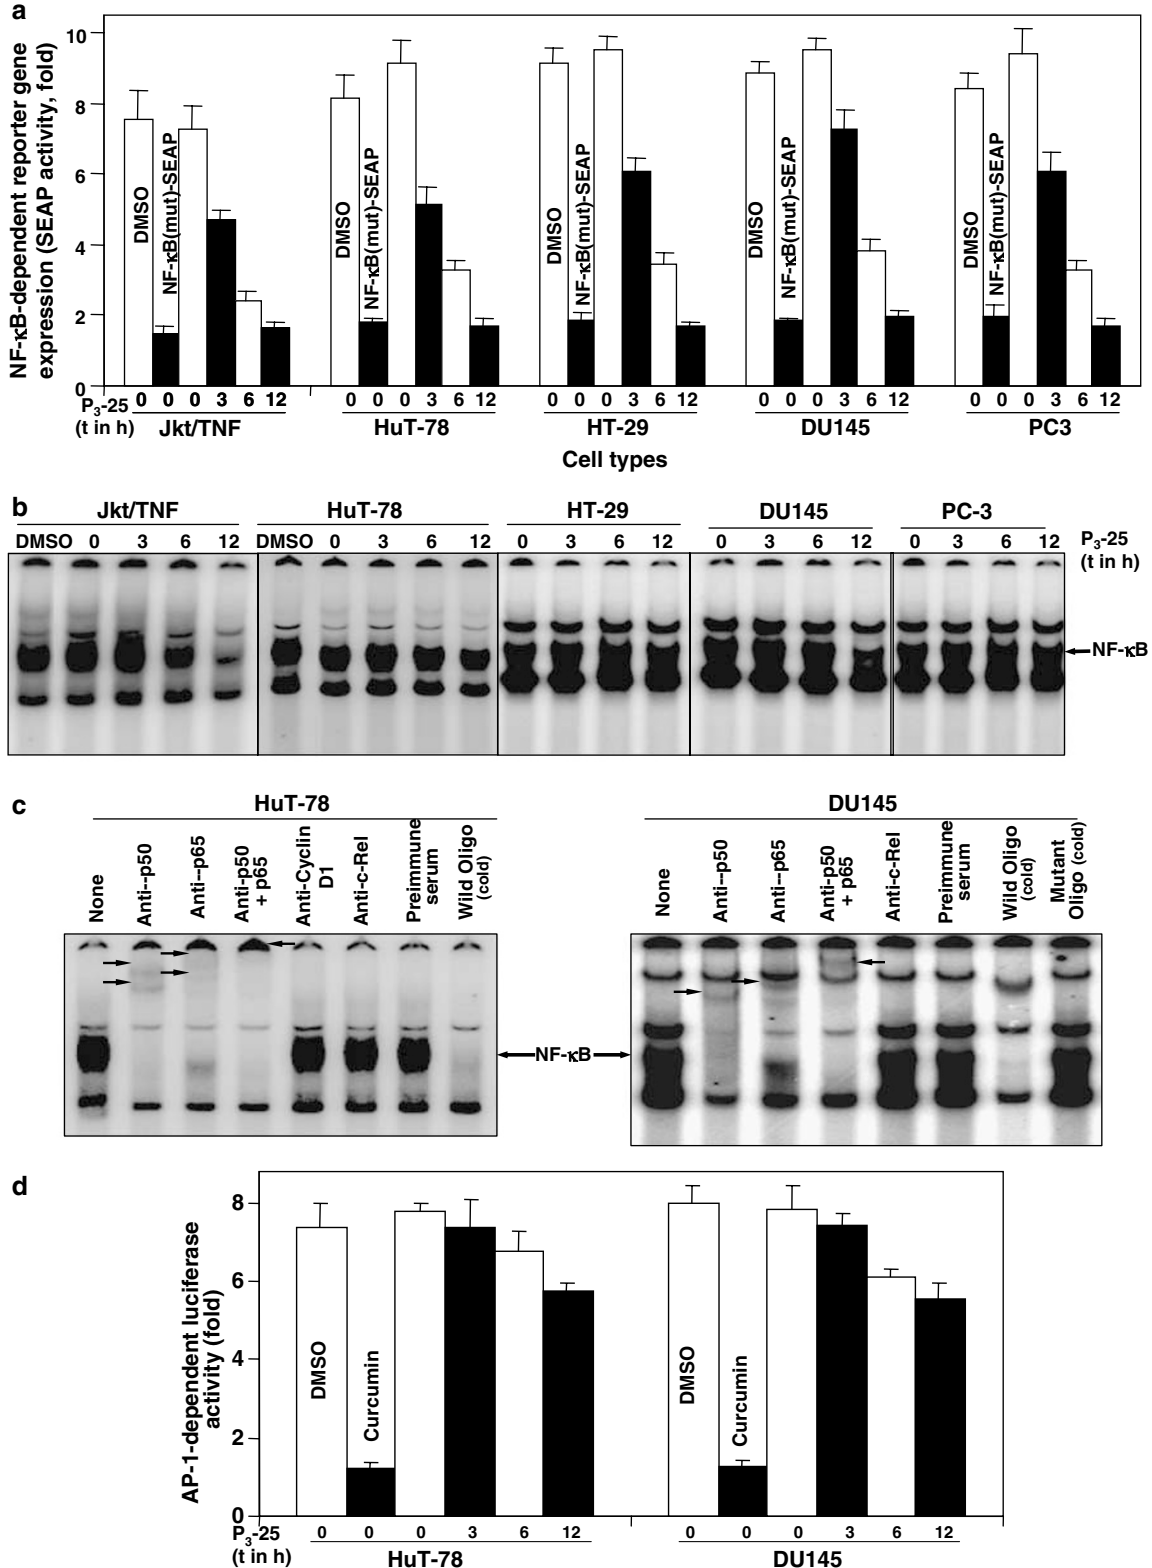 a
NF-κB-dependent reporter gene
expression (SEAP activity, fold)
10
8
6
4
2
0
DMSO
NF-κB(mut)-SEAP
DMSO
NF-κB(mut)-SEAP
DMSO
NF-κB(mut)-SEAP
DMSO
NF-κB(mut)-SEAP
DMSO
NF-κB(mut)-SEAP
P3-25
(t in h)
0 0 0 3 6 12 0 0 0 3 6 12 0 0 0 3 6 12 0 0 0 3 6 12 0 0 0 3 6 12
Jkt/TNF HuT-78 HT-29 DU145 PC3
Cell types
b
Jkt/TNF HuT-78 HT-29 DU145 PC-3
DMSO 0 3 6 12 DMSO 0 3 6 12 0 3 6 12 0 3 6 12 0 3 6 12
P3-25
(t in h)
NF-κB
c
HuT-78 DU145
None
Anti--p50
Anti--p65
Anti-p50
+ p65
Anti-Cyclin
D1
Anti-c-Rel
Preimmune
serum
Wild Oligo
(cold)
None
Anti--p50
Anti--p65
Anti-p50
+ p65
Anti-c-Rel
Preimmune
serum
Wild Oligo
(cold)
Mutant
Oligo (cold)
NF-κB
d
AP-1-dependent luciferase
activity (fold)
8
6
4
2
0
DMSO
Curcumin
DMSO
Curcumin
P3-25
(t in h)
0 0 0 3 6 12 0 0 0 3 6 12
HuT-78 DU145